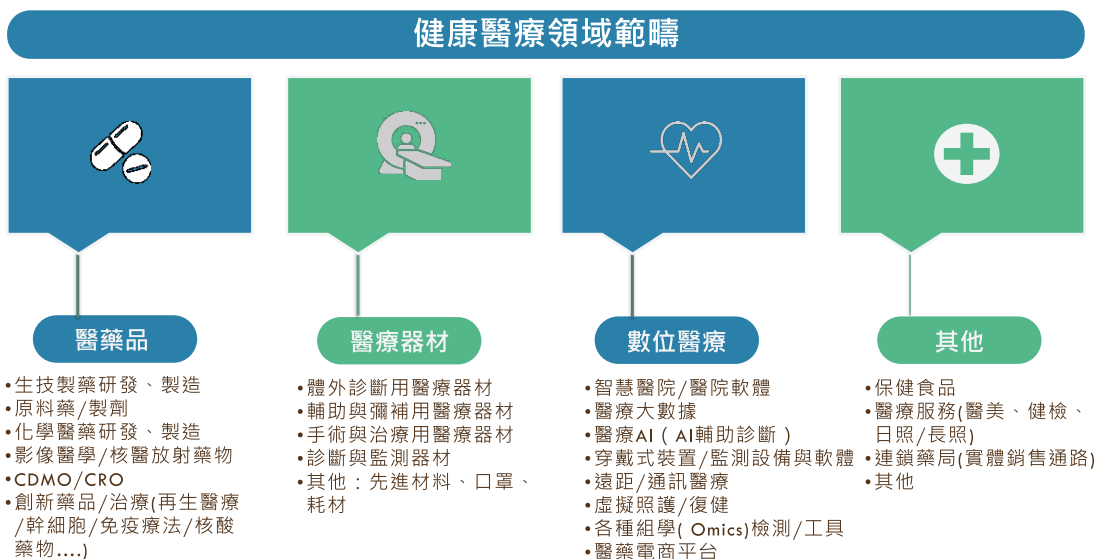 健康醫療領域範疇
醫藥品
•生技製藥研發、製造
•原料藥/製劑
•化學醫藥研發、製造
•影像醫學/核醫放射藥物
•CDMO/CRO
•創新藥品/治療(再生醫療
/幹細胞/免疫療法/核酸
藥物....)
醫療器材
•體外診斷用醫療器材
•輔助與彌補用醫療器材
•手術與治療用醫療器材
•診斷與監測器材
•其他：先進材料、口罩、
耗材
數位醫療
•智慧醫院/醫院軟體
•醫療大數據
•醫療AI（AI輔助診斷）
•穿戴式裝置/監測設備與軟體
•遠距/通訊醫療
•虛擬照護/復健
•各種組學( Omics)檢測/工具
•醫藥電商平台
其他
•保健食品
•醫療服務(醫美、健檢、
日照/長照)
•連鎖藥局(實體銷售通路)
•其他